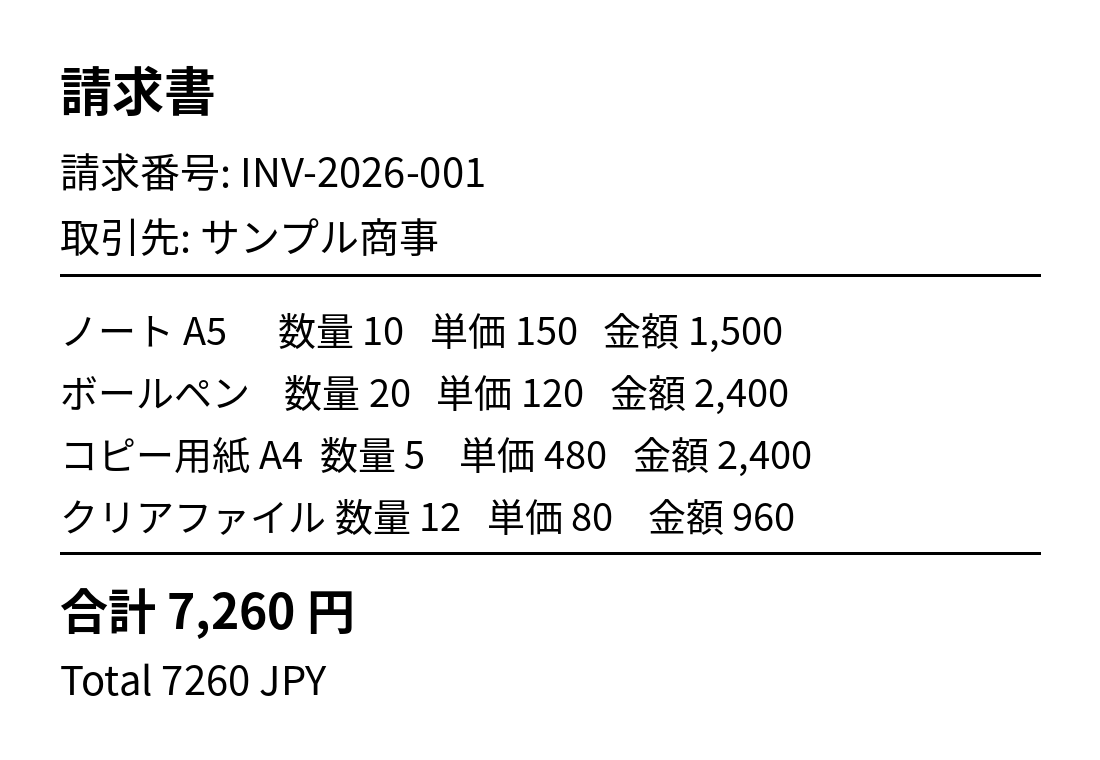 請求書
請求番号: INV-2026-001
取引先: サンプル商事
ノート A5 数量 10 単価 150 金額 1,500
ボールペン 数量 20 単価 120 金額 2,400
コピー用紙 A4 数量 5 単価 480 金額 2,400
クリアファイル 数量 12 単価 80 金額 960
合計 7,260 円
Total 7260 JPY